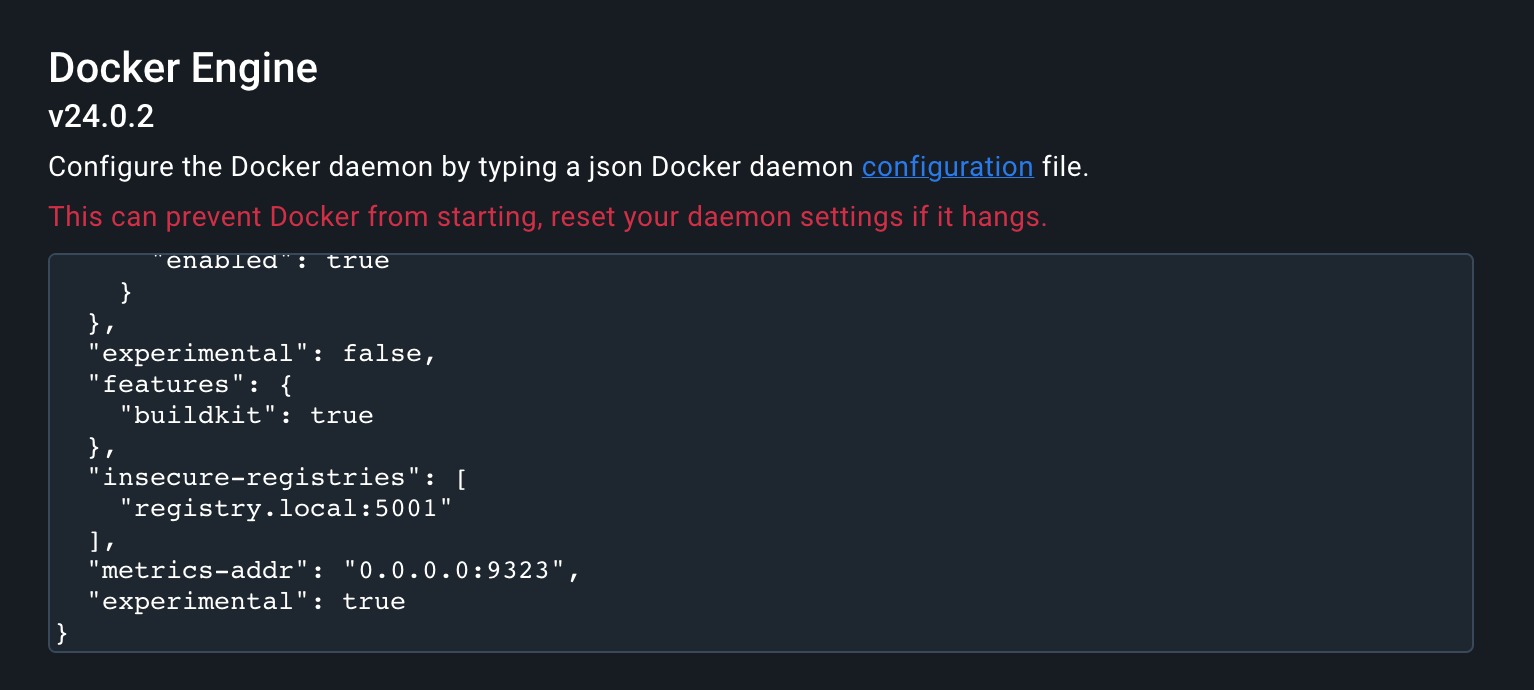 Docker Engine
v24.0.2
Configure the Docker daemon by typing a json Docker daemon configuration file.
This can prevent Docker from starting, reset your daemon settings if it hangs.
      "enabled": true
    }
  },
  "experimental": false,
  "features": {
    "buildkit": true
  },
  "insecure-registries": [
    "registry.local:5001"
  ],
  "metrics-addr": "0.0.0.0:9323",
  "experimental": true
}